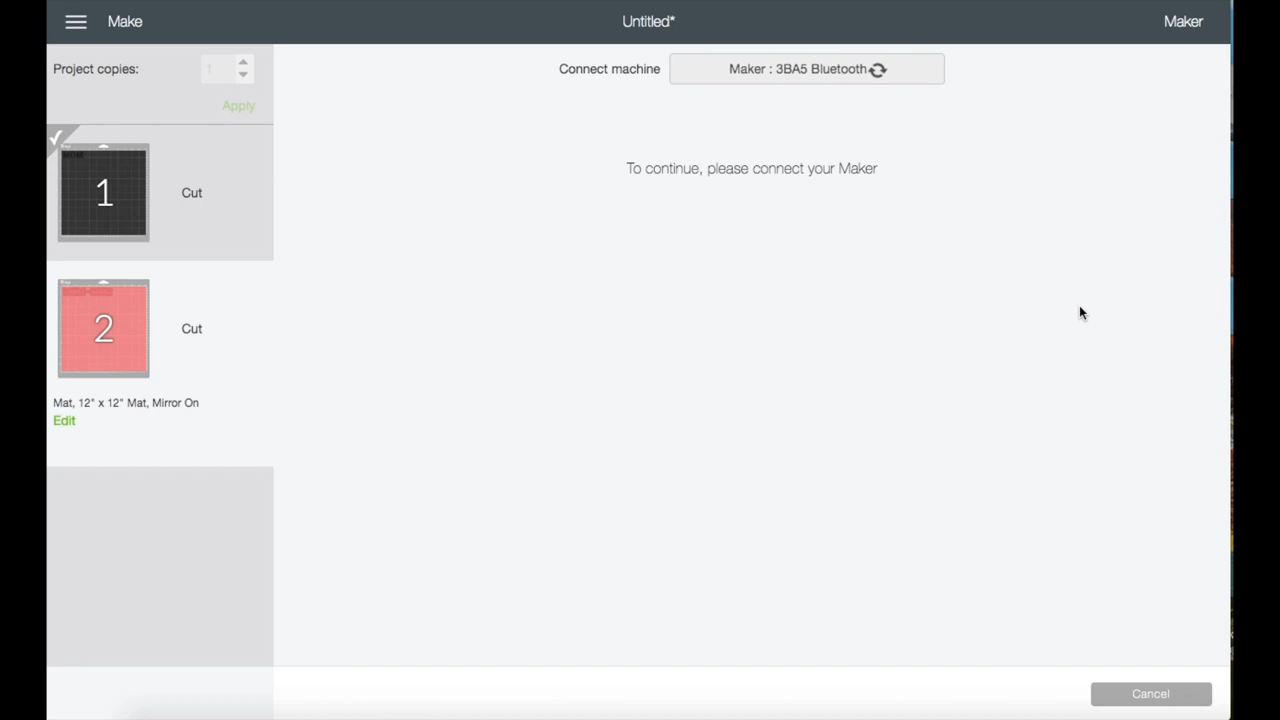 Make
Untitled*
Maker
Project copies:
1
Apply
Connect machine
Maker : 3BA5 Bluetooth
To continue, please connect your Maker
1
Cut
2
Cut
Mat, 12" x 12" Mat, Mirror On
Edit
Cancel